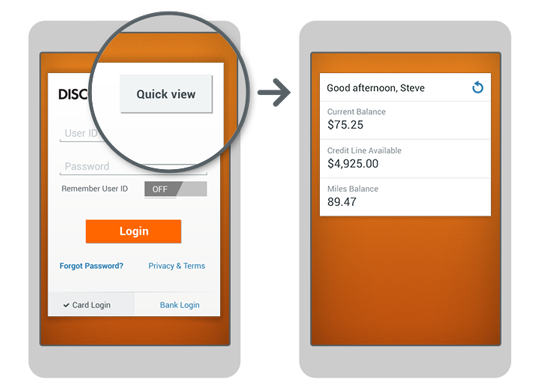 DISC
Quick view
User ID
Password
Remember User ID OFF
Login
Forgot Password? Privacy & Terms
✓ Card Login Bank Login
Good afternoon, Steve
Current Balance
$75.25
Credit Line Available
$4,925.00
Miles Balance
89.47